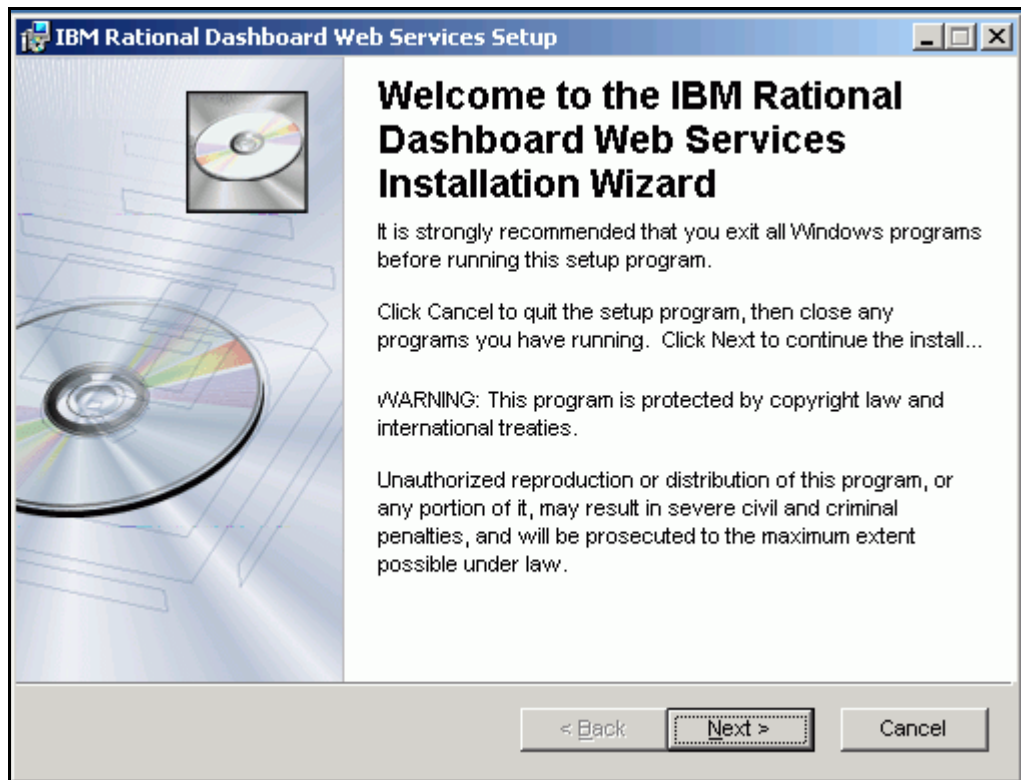 IBM Rational Dashboard Web Services Setup
Welcome to the IBM Rational
Dashboard Web Services
Installation Wizard
It is strongly recommended that you exit all Windows programs
before running this setup program.
Click Cancel to quit the setup program, then close any
programs you have running. Click Next to continue the install...
WARNING: This program is protected by copyright law and
international treaties.
Unauthorized reproduction or distribution of this program, or
any portion of it, may result in severe civil and criminal
penalties, and will be prosecuted to the maximum extent
possible under law.
< Back Next > Cancel